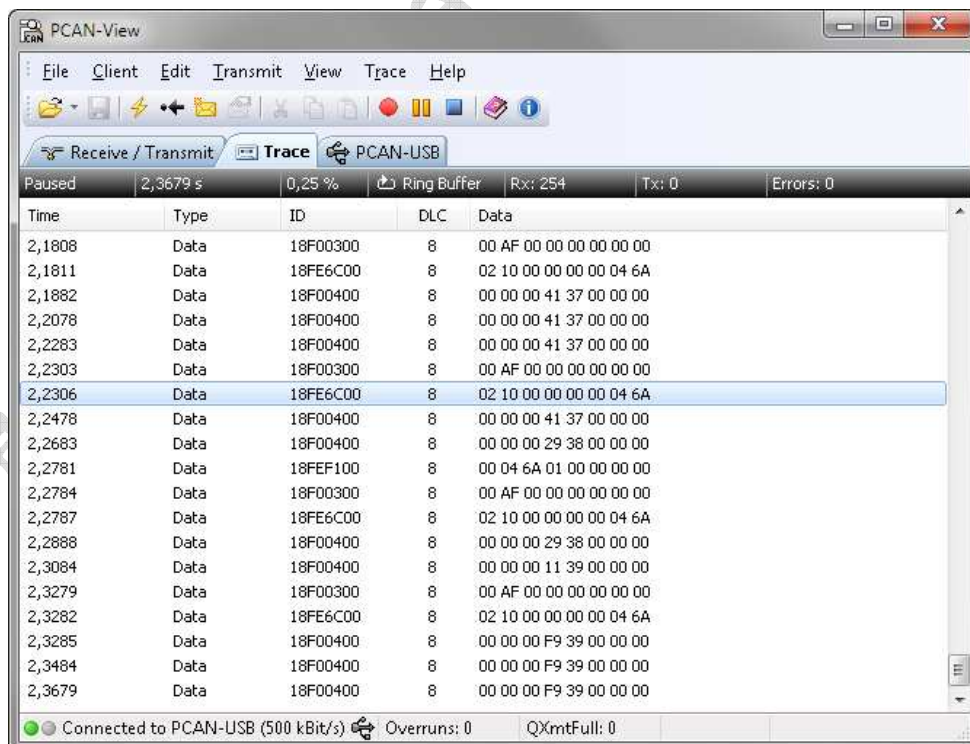 PCAN-View
File Client Edit Transmit View Trace Help
Receive / Transmit Trace PCAN-USB
Paused 2,3679 s 0,25 % Ring Buffer Rx: 254 Tx: 0 Errors: 0
Time Type ID DLC Data
2,1808 Data 18F00300 8 00 AF 00 00 00 00 00 00
2,1811 Data 18FE6C00 8 02 10 00 00 00 00 04 6A
2,1882 Data 18F00400 8 00 00 00 41 37 00 00 00
2,2078 Data 18F00400 8 00 00 00 41 37 00 00 00
2,2283 Data 18F00400 8 00 00 00 41 37 00 00 00
2,2303 Data 18F00300 8 00 AF 00 00 00 00 00 00
2,2306 Data 18FE6C00 8 02 10 00 00 00 00 04 6A
2,2478 Data 18F00400 8 00 00 00 41 37 00 00 00
2,2683 Data 18F00400 8 00 00 00 29 38 00 00 00
2,2781 Data 18FEF100 8 00 04 6A 01 00 00 00 00
2,2784 Data 18F00300 8 00 AF 00 00 00 00 00 00
2,2787 Data 18FE6C00 8 02 10 00 00 00 00 04 6A
2,2888 Data 18F00400 8 00 00 00 29 38 00 00 00
2,3084 Data 18F00400 8 00 00 00 11 39 00 00 00
2,3279 Data 18F00300 8 00 AF 00 00 00 00 00 00
2,3282 Data 18FE6C00 8 02 10 00 00 00 00 04 6A
2,3285 Data 18F00400 8 00 00 00 F9 39 00 00 00
2,3484 Data 18F00400 8 00 00 00 F9 39 00 00 00
2,3679 Data 18F00400 8 00 00 00 F9 39 00 00 00
Connected to PCAN-USB (500 kBit/s) Overruns: 0 QXmtFull: 0